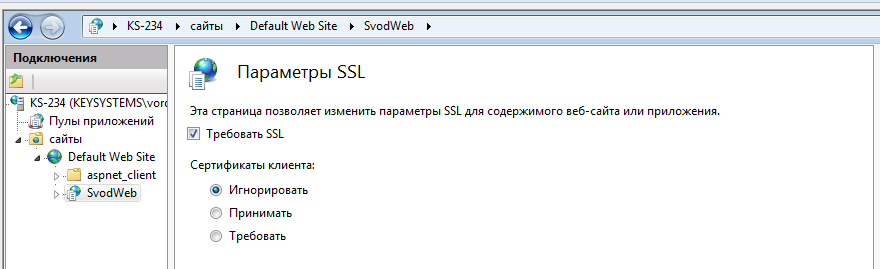 KS-234 сайты Default Web Site SvodWeb
Подключения
KS-234 (KEYSYSTEMS\voro
Пулы приложений
сайты
Default Web Site
aspnet_client
SvodWeb
Параметры SSL
Эта страница позволяет изменить параметры SSL для содержимого веб-сайта или приложения.
Требовать SSL
Сертификаты клиента:
Игнорировать
Принимать
Требовать